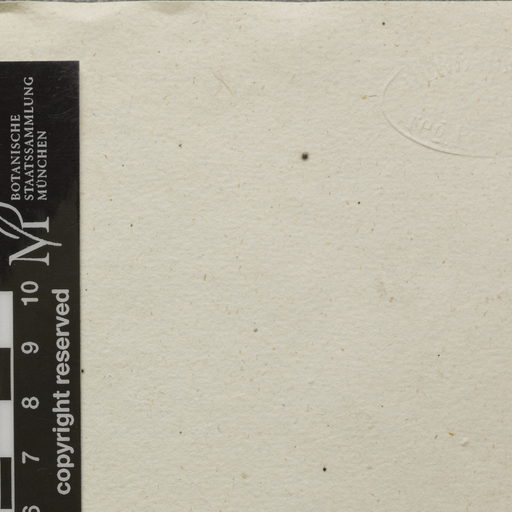 BOTANISCHE
STAATSSAMMLUNG
MÜNCHEN
M
10
9
8
7
6
copyright reserved